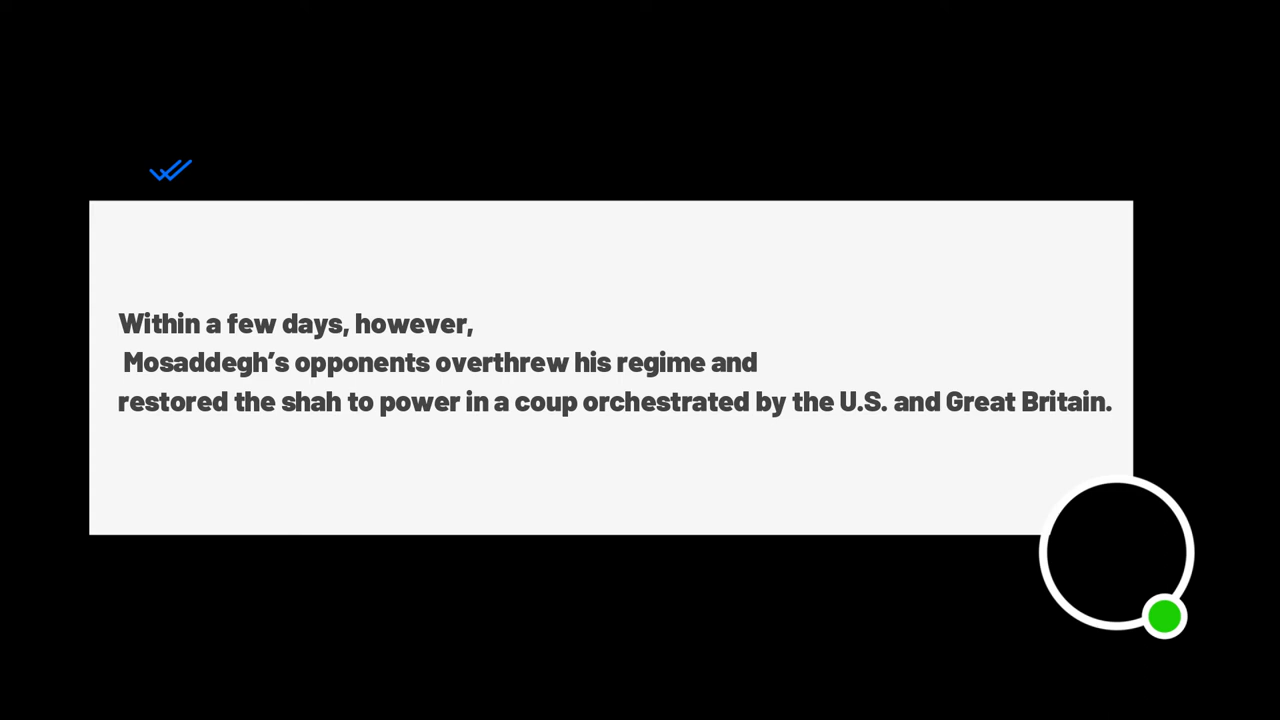 Within a few days, however,
Mosaddegh’s opponents overthrew his regime and
restored the shah to power in a coup orchestrated by the U.S. and Great Britain.